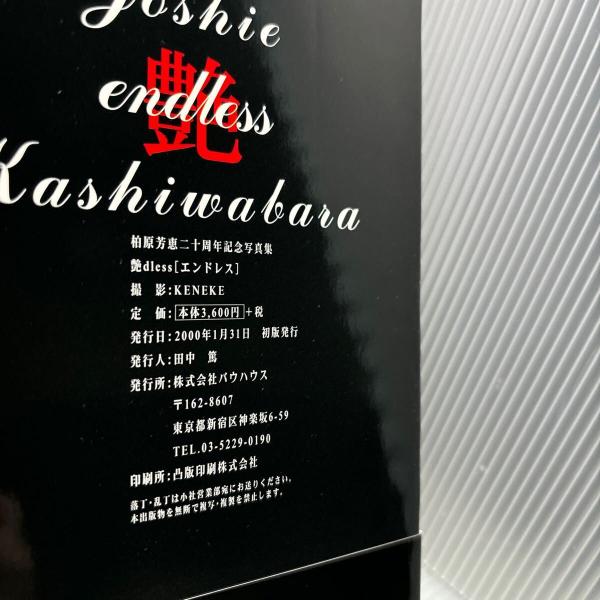 Yoshie
艶
endless
Kashiwabara
柏原芳恵二十周年記念写真集
艶dless[エンドレス]
撮 影:KENEKE
定 価:本体3,600円+税
発行日:2000年1月31日 初版発行
発行人:田中 篤
発行所:株式会社バウハウス
〒162-8607
東京都新宿区神楽坂6-59
TEL.03-5229-0190
印刷所:凸版印刷株式会社
落丁・乱丁は小社営業部宛にお送りください。
本出版物を無断で複写・複製を禁止します。